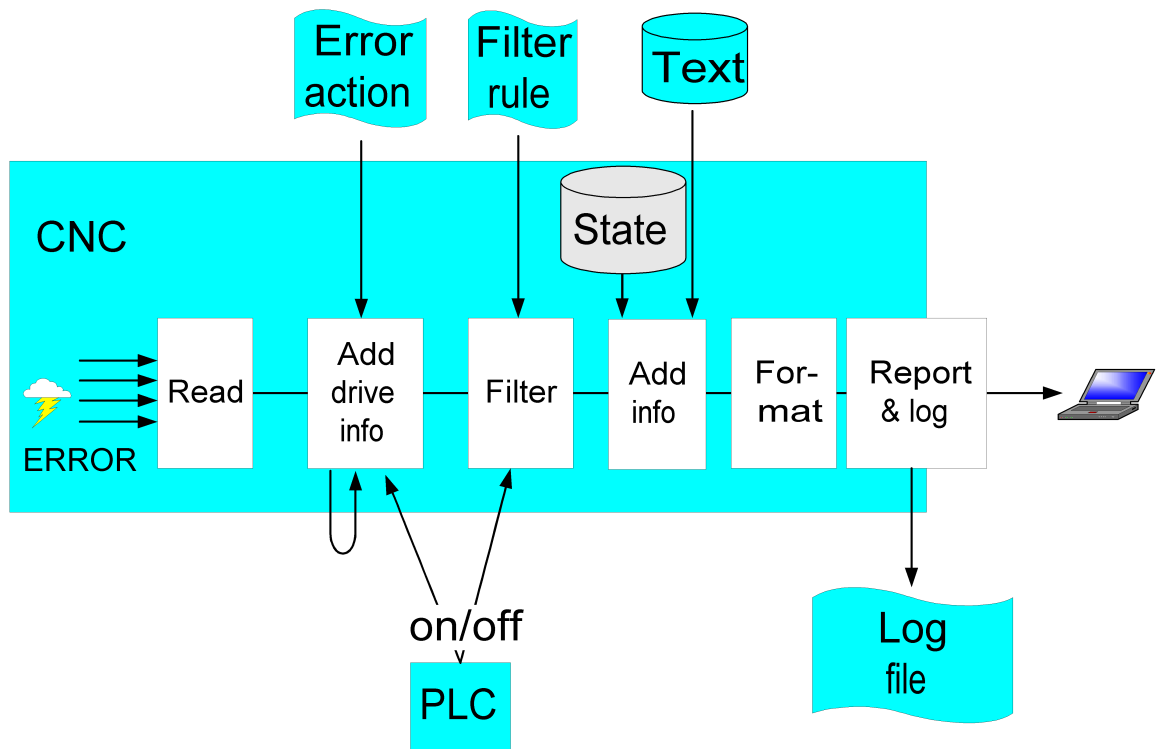 Error
action
Filter
rule
Text
CNC
State
ERROR
Read
Add
drive
info
Filter
Add
info
For-
mat
Report
& log
on/off
PLC
Log
file